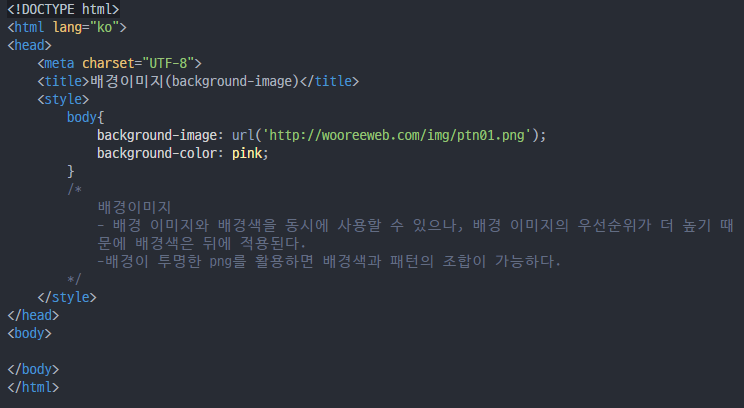 <!DOCTYPE html>
<html lang="ko">
<head>
    <meta charset="UTF-8">
    <title>배경이미지(background-image)</title>
    <style>
        body{
            background-image: url('http://wooreeweb.com/img/ptn01.png');
            background-color: pink;
        }
        /*
            배경이미지
            - 배경 이미지와 배경색을 동시에 사용할 수 있으나, 배경 이미지의 우선순위가 더 높기 때
            문에 배경색은 뒤에 적용된다.
            -배경이 투명한 png를 활용하면 배경색과 패턴의 조합이 가능하다.
        */
    </style>
</head>
<body>

</body>
</html>